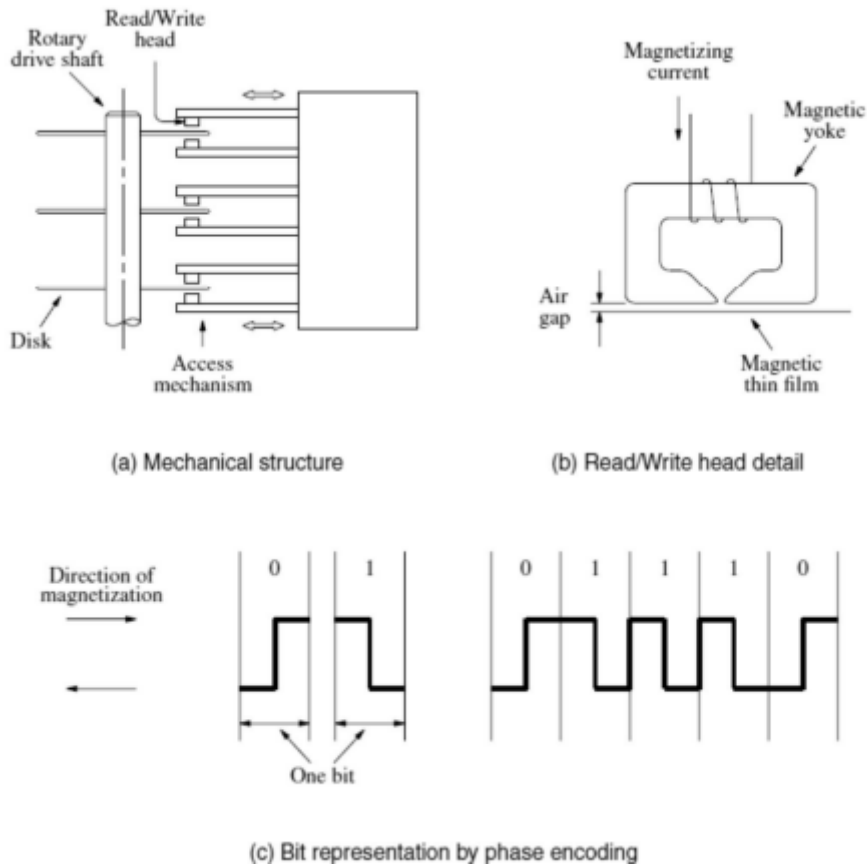 Read/Write
head
Rotary
drive shaft
Disk
Access
mechanism
(a) Mechanical structure
Magnetizing
current
Magnetic
yoke
Air
gap
Magnetic
thin film
(b) Read/Write head detail
Direction of
magnetization
0 1
One bit
0 1 1 1 0
(c) Bit representation by phase encoding